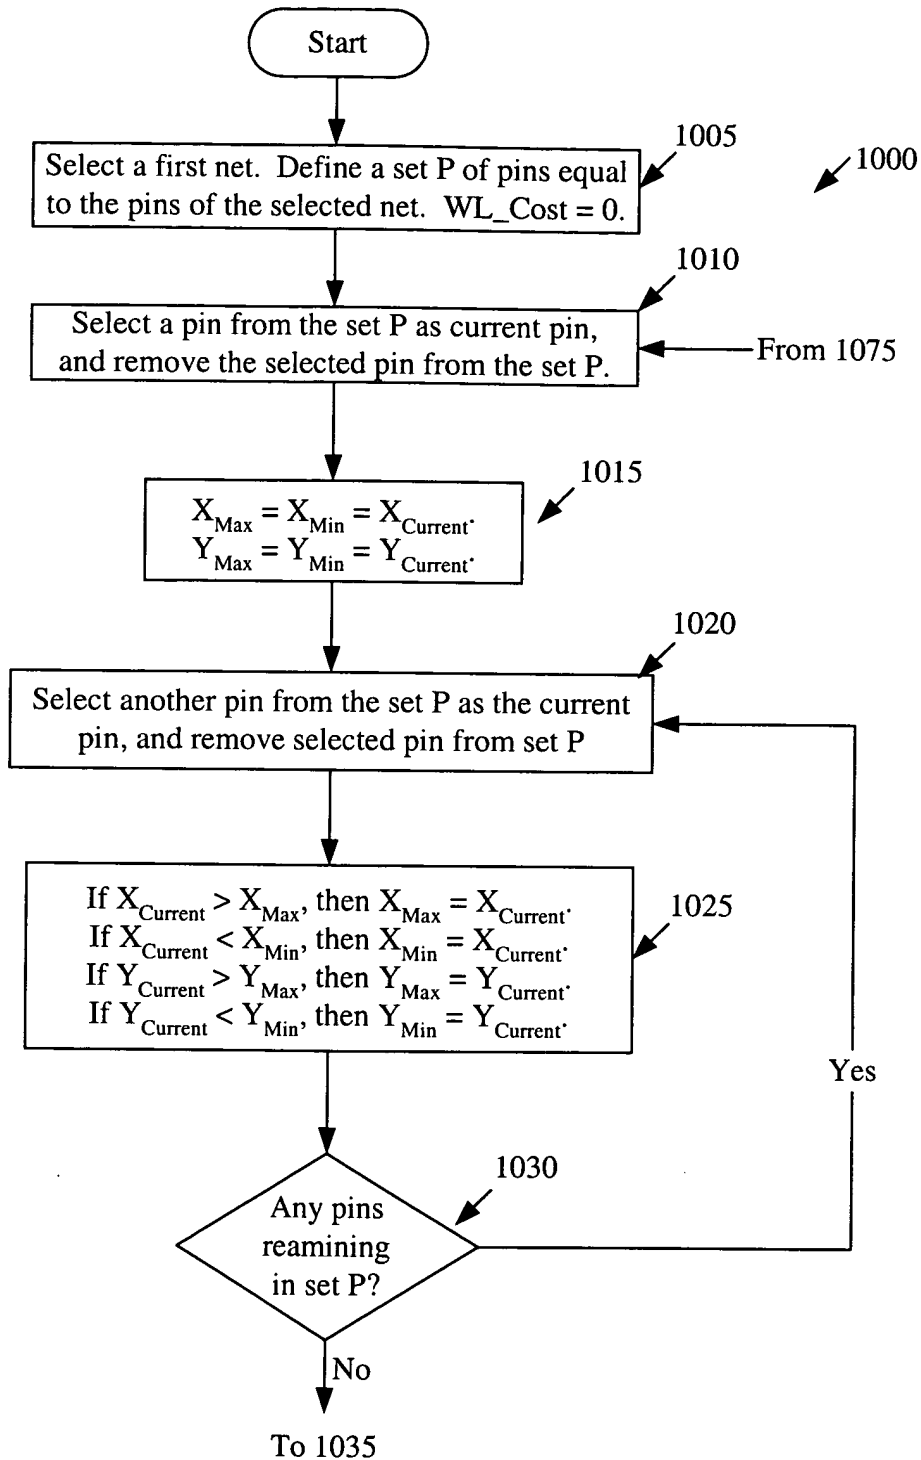 Start
1005
1000
Select a first net. Define a set P of pins equal
to the pins of the selected net. WL_Cost = 0.
1010
Select a pin from the set P as current pin,
and remove the selected pin from the set P.
From 1075
1015
X_Max = X_Min = X_Current.
Y_Max = Y_Min = Y_Current.
1020
Select another pin from the set P as the current
pin, and remove selected pin from set P
1025
If X_Current > X_Max, then X_Max = X_Current.
If X_Current < X_Min, then X_Min = X_Current.
If Y_Current > Y_Max, then Y_Max = Y_Current.
If Y_Current < Y_Min, then Y_Min = Y_Current.
Yes
1030
Any pins
reamining
in set P?
No
To 1035